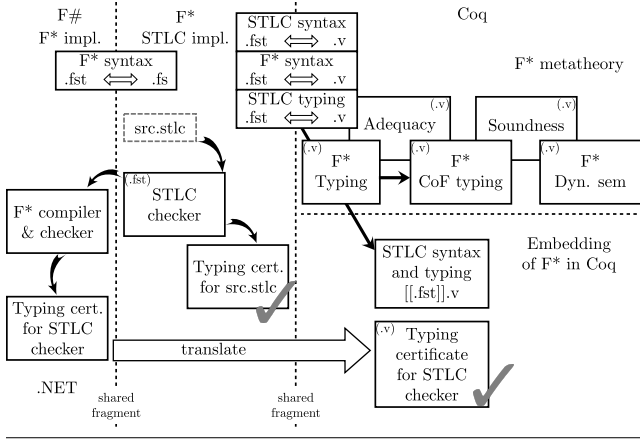 F#
F* impl.
F*
STLC impl.
Coq
F* metatheory
F* syntax
.fst ⟺ .fs
STLC syntax
.fst ⟺ .v
F* syntax
.fst ⟺ .v
STLC typing
.fst ⟺ .v
(.v)
Adequacy
(.v)
Soundness
src.stlc
(.v)
F*
Typing
(.v)
F*
CoF typing
F*
Dyn. sem
(.fst)
STLC
checker
F* compiler
& checker
Typing cert.
for src.stlc
STLC syntax
and typing
[[.fst]].v
Embedding
of F* in Coq
Typing cert.
for STLC
checker
translate
(.v)
Typing
certificate
for STLC
checker
.NET
shared
fragment
shared
fragment